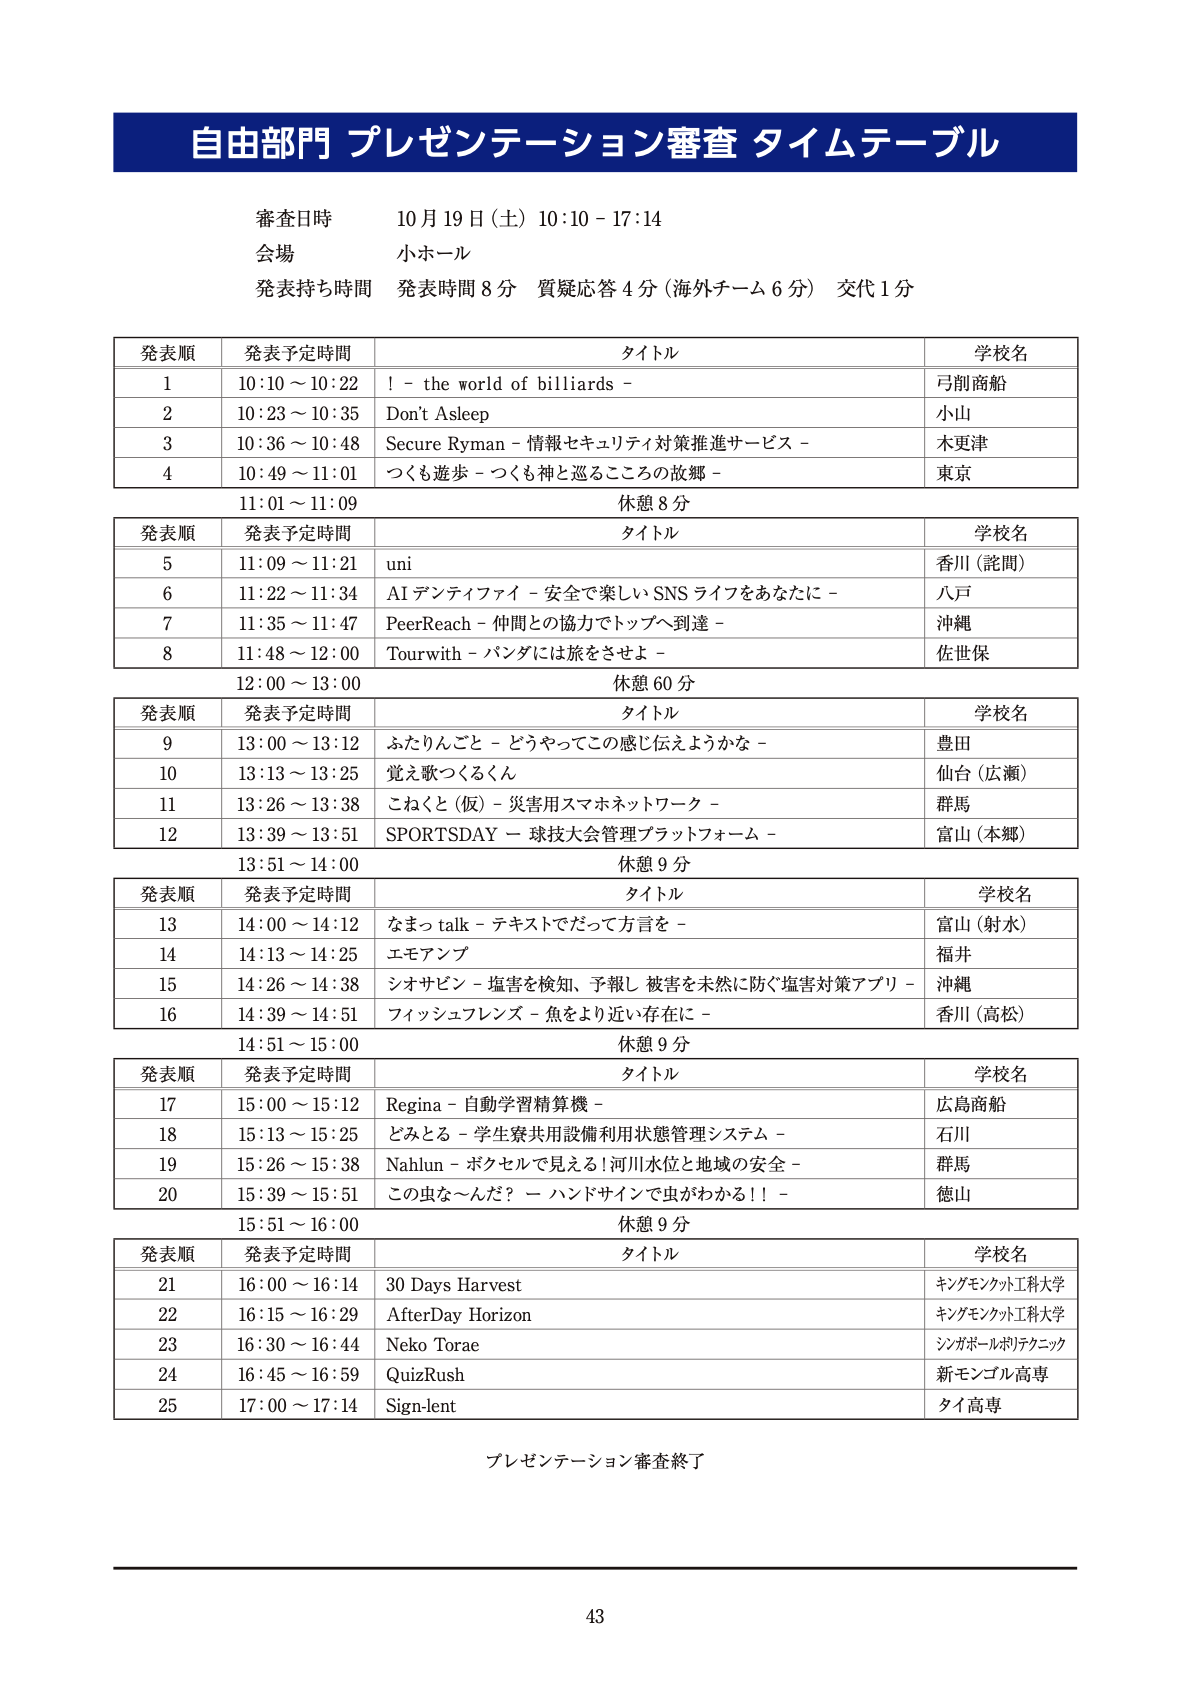 自由部門 プレゼンテーション審査 タイムテーブル
審査日時 10月19日(土) 10:10 − 17:14
会場 小ホール
発表持ち時間 発表時間8分 質疑応答4分(海外チーム6分) 交代1分
発表順 発表予定時間 タイトル 学校名
1 10:10 〜 10:22 ! − the world of billiards − 弓削商船
2 10:23 〜 10:35 Don't Asleep 小山
3 10:36 〜 10:48 Secure Ryman − 情報セキュリティ対策推進サービス − 木更津
4 10:49 〜 11:01 つくも遊歩 − つくも神と巡るこころの故郷 − 東京
11:01 〜 11:09 休憩8分
発表順 発表予定時間 タイトル 学校名
5 11:09 〜 11:21 uni 香川(詫間)
6 11:22 〜 11:34 AIデンティファイ − 安全で楽しいSNSライフをあなたに − 八戸
7 11:35 〜 11:47 PeerReach − 仲間との協力でトップへ到達 − 沖縄
8 11:48 〜 12:00 Tourwith − パンダには旅をさせよ − 佐世保
12:00 〜 13:00 休憩60分
発表順 発表予定時間 タイトル 学校名
9 13:00 〜 13:12 ふたりんごと − どうやってこの感じ伝えようかな − 豊田
10 13:13 〜 13:25 覚え歌つくるくん 仙台(広瀬)
11 13:26 〜 13:38 こねくと(仮) − 災害用スマホネットワーク − 群馬
12 13:39 〜 13:51 SPORTSDAY ー 球技大会管理プラットフォーム − 富山(本郷)
13:51 〜 14:00 休憩9分
発表順 発表予定時間 タイトル 学校名
13 14:00 〜 14:12 なまっtalk − テキストでだって方言を − 富山(射水)
14 14:13 〜 14:25 エモアンプ 福井
15 14:26 〜 14:38 シオサビン − 塩害を検知、予報し 被害を未然に防ぐ塩害対策アプリ − 沖縄
16 14:39 〜 14:51 フィッシュフレンズ − 魚をより近い存在に − 香川(高松)
14:51 〜 15:00 休憩9分
発表順 発表予定時間 タイトル 学校名
17 15:00 〜 15:12 Regina − 自動学習精算機 − 広島商船
18 15:13 〜 15:25 どみとる − 学生寮共用設備利用状態管理システム − 石川
19 15:26 〜 15:38 Nahlun − ボクセルで見える!河川水位と地域の安全 − 群馬
20 15:39 〜 15:51 この虫な〜んだ? ー ハンドサインで虫がわかる!! − 徳山
15:51 〜 16:00 休憩9分
発表順 発表予定時間 タイトル 学校名
21 16:00 〜 16:14 30 Days Harvest キングモンクット工科大学
22 16:15 〜 16:29 AfterDay Horizon キングモンクット工科大学
23 16:30 〜 16:44 Neko Torae シンガポールポリテクニック
24 16:45 〜 16:59 QuizRush 新モンゴル高専
25 17:00 〜 17:14 Sign-lent タイ高専
プレゼンテーション審査終了
43